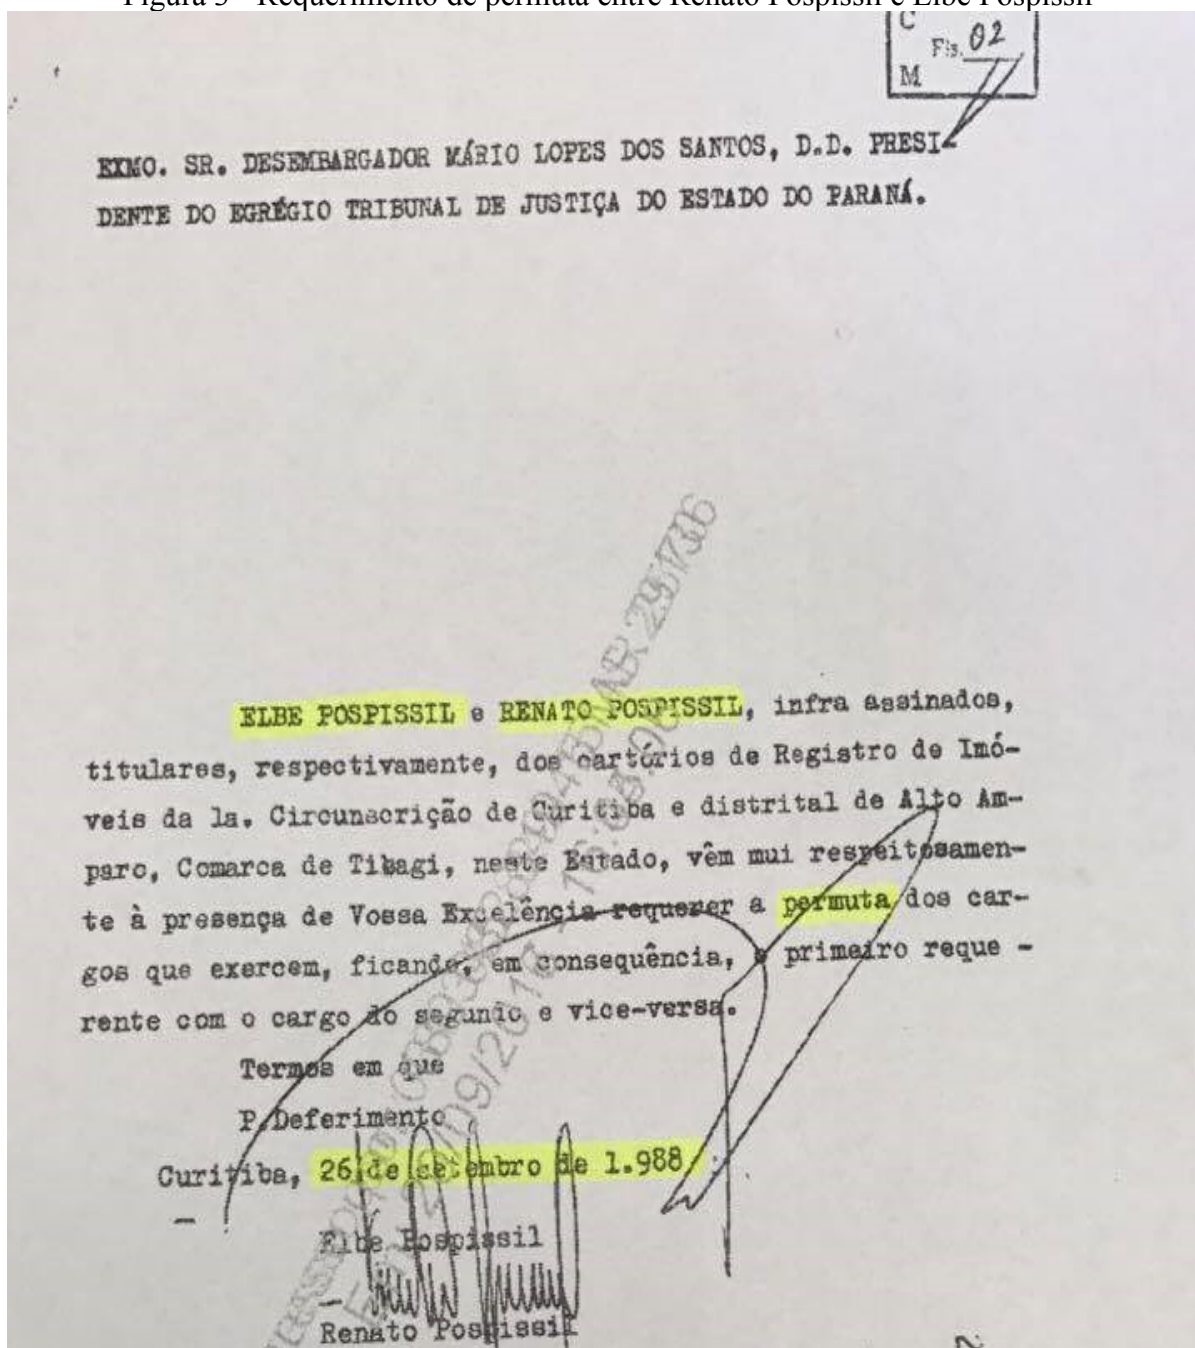 Figura 3 - Requerimento de permuta entre Renato Pospissil e Elbe Pospissil
C
Fls. 02
M
EXMO. SR. DESEMBARGADOR MÁRIO LOPES DOS SANTOS, D.D. PRESI
DENTE DO EGRÉGIO TRIBUNAL DE JUSTIÇA DO ESTADO DO PARANÁ.
ELBE POSPISSIL e RENATO POSPISSIL, infra assinados,
titulares, respectivamente, dos cartórios de Registro de Imó-
veis da 1a. Circunscrição de Curitiba e distrital de Alto Am-
paro, Comarca de Tibagi, neste Estado, vêm mui respeitosamen-
te à presença de Vossa Excelência requerer a permuta dos car-
gos que exercem, ficando, em consequência, o primeiro reque -
rente com o cargo do segundo e vice-versa.
Termos em que
P.Deferimento
Curitiba, 26 de setembro de 1.988
Elbe Pospissil
Renato Pospissil